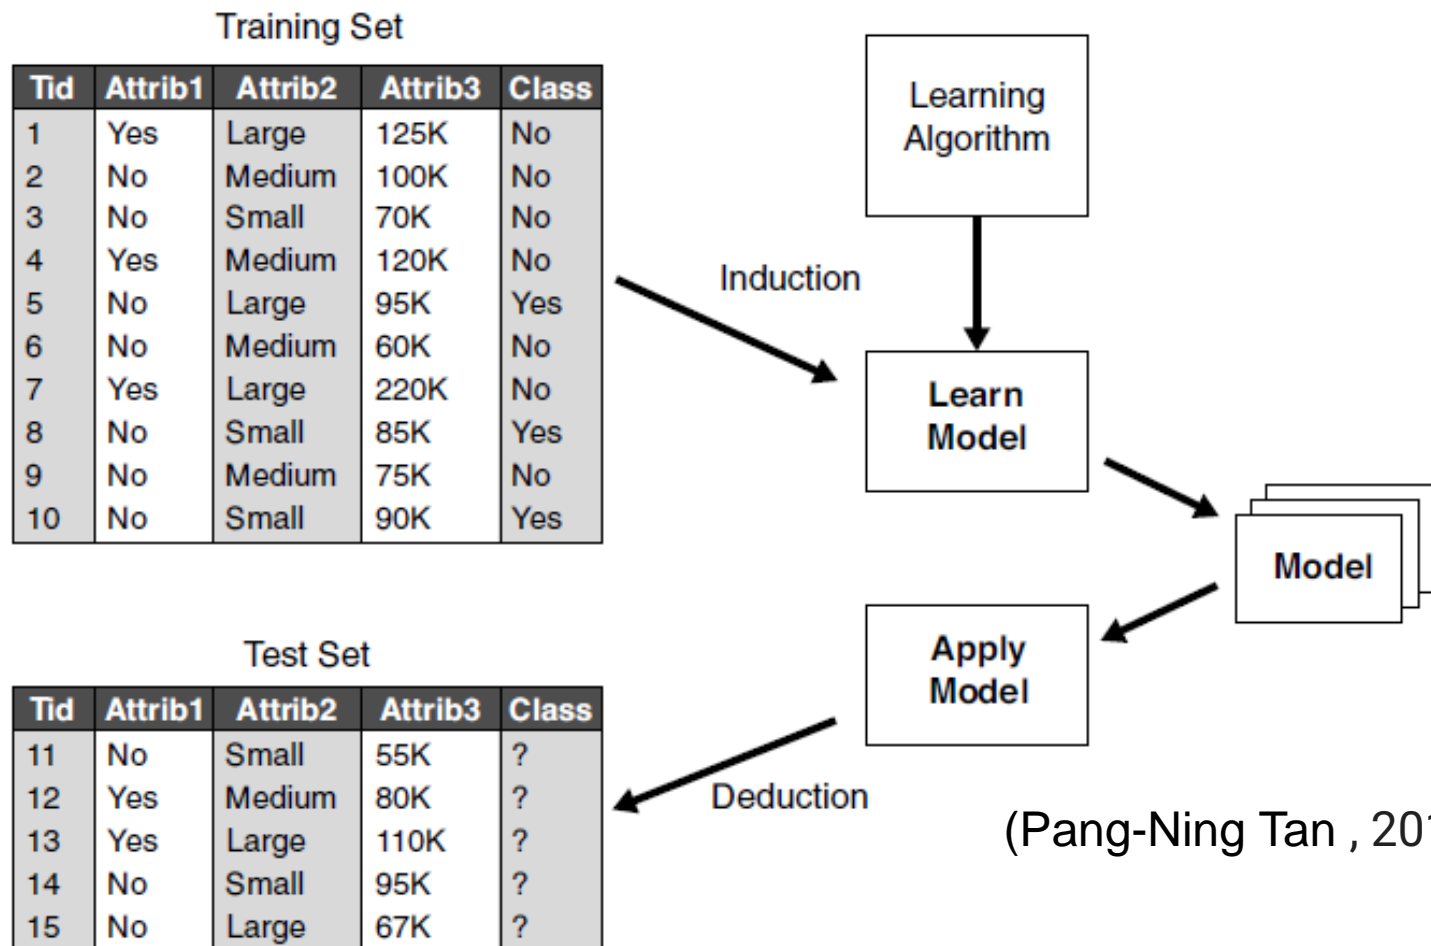 Training Set
Tid Attrib1 Attrib2 Attrib3 Class
1 Yes Large 125K No
2 No Medium 100K No
3 No Small 70K No
4 Yes Medium 120K No
5 No Large 95K Yes
6 No Medium 60K No
7 Yes Large 220K No
8 No Small 85K Yes
9 No Medium 75K No
10 No Small 90K Yes
Learning
Algorithm
Induction
Learn
Model
Model
Apply
Model
Deduction
Test Set
Tid Attrib1 Attrib2 Attrib3 Class
11 No Small 55K ?
12 Yes Medium 80K ?
13 Yes Large 110K ?
14 No Small 95K ?
15 No Large 67K ?
(Pang-Ning Tan ,